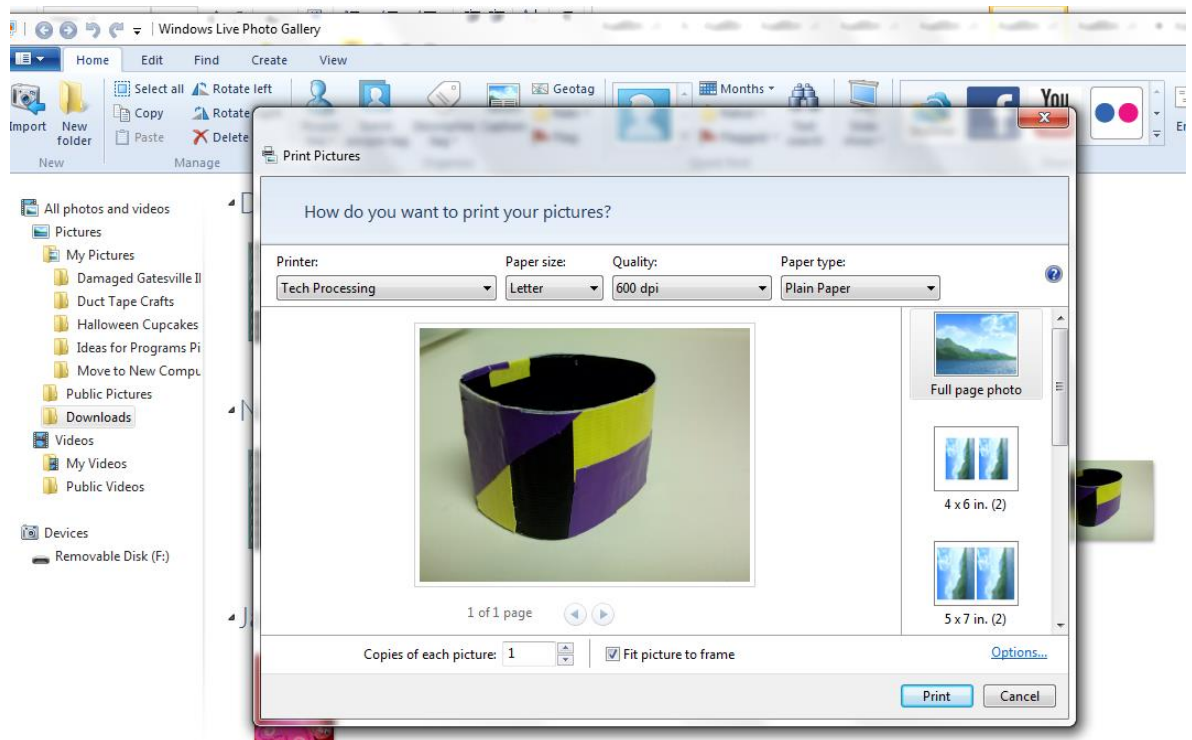 Windows Live Photo Gallery
Home Edit Find Create View
Select all Rotate left Geotag Months
Import New folder Copy Rotate You
Paste Delete
New Manage
Print Pictures
How do you want to print your pictures?
Printer: Paper size: Quality: Paper type:
Tech Processing Letter 600 dpi Plain Paper
All photos and videos
Pictures
My Pictures
Damaged Gatesville
Duct Tape Crafts
Halloween Cupcakes
Ideas for Programs Pi
Move to New Compu
Public Pictures
Downloads
Videos
My Videos
Public Videos
Devices
Removable Disk (F:)
Full page photo
4 x 6 in. (2)
5 x 7 in. (2)
1 of 1 page
Copies of each picture: 1 Fit picture to frame Options...
Print Cancel